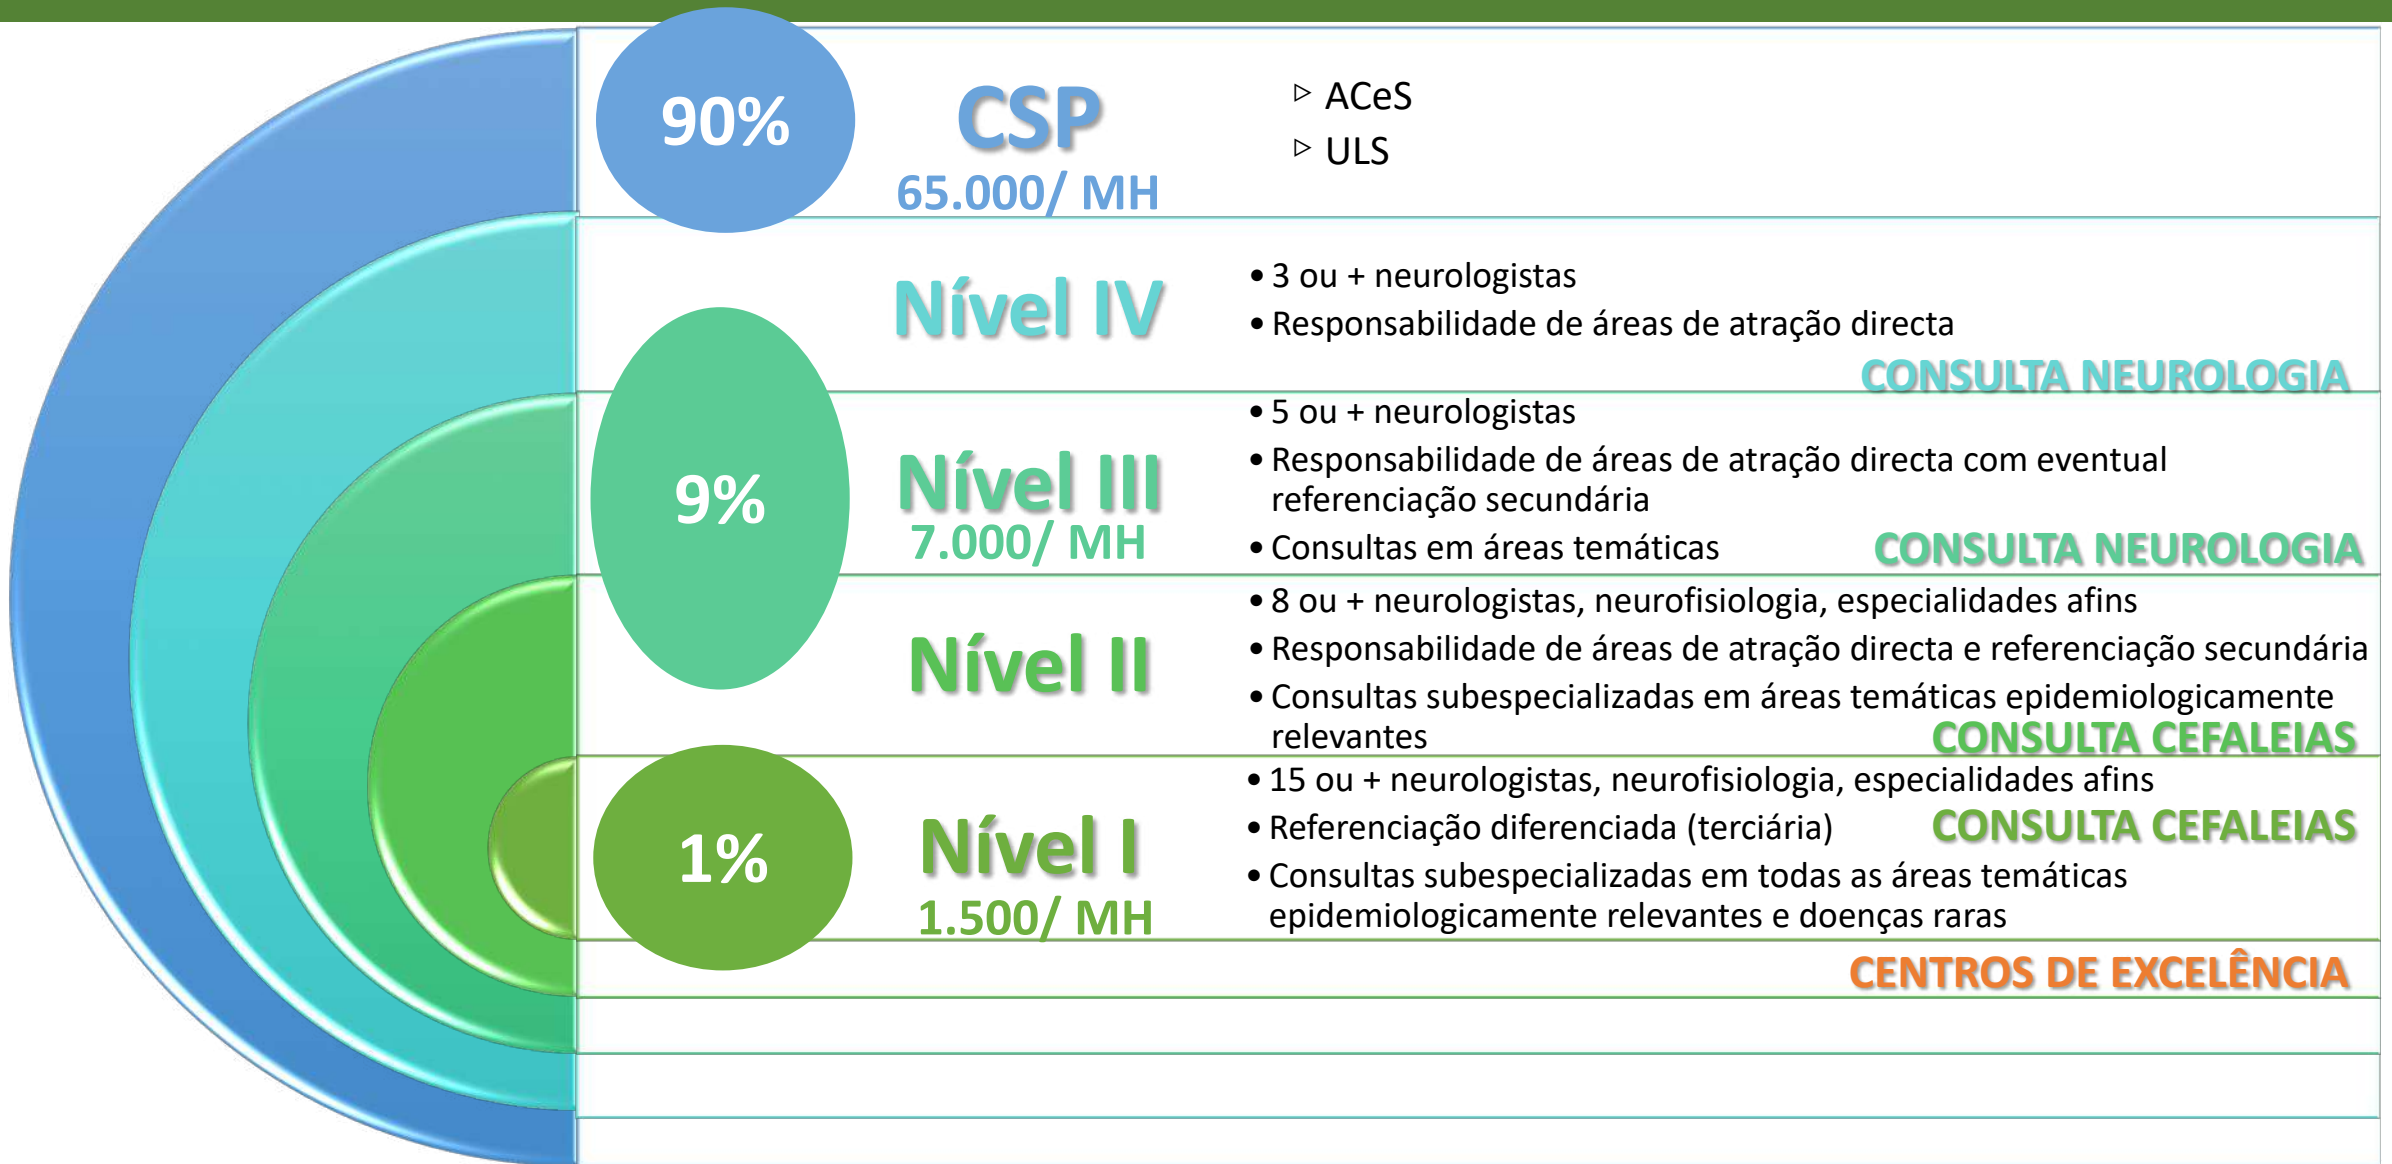 90%
CSP
65.000/ MH
▹ ACeS
▹ ULS
Nível IV
• 3 ou + neurologistas
• Responsabilidade de áreas de atração directa
CONSULTA NEUROLOGIA
9%
Nível III
7.000/ MH
• 5 ou + neurologistas
• Responsabilidade de áreas de atração directa com eventual
referenciação secundária
• Consultas em áreas temáticas
CONSULTA NEUROLOGIA
Nível II
• 8 ou + neurologistas, neurofisiologia, especialidades afins
• Responsabilidade de áreas de atração directa e referenciação secundária
• Consultas subespecializadas em áreas temáticas epidemiologicamente
relevantes
CONSULTA CEFALEIAS
1%
Nível I
1.500/ MH
• 15 ou + neurologistas, neurofisiologia, especialidades afins
• Referenciação diferenciada (terciária)
CONSULTA CEFALEIAS
• Consultas subespecializadas em todas as áreas temáticas
epidemiologicamente relevantes e doenças raras
CENTROS DE EXCELÊNCIA